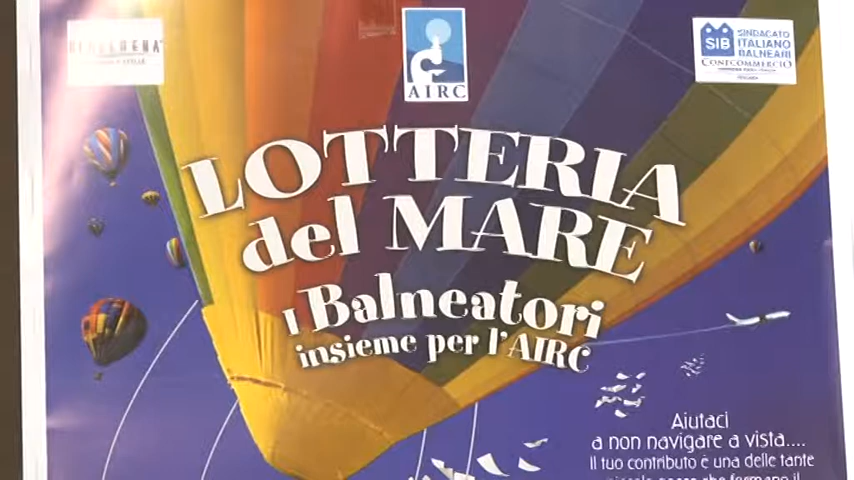 AIRC
SIB SINDACATO
ITALIANO
BALNEARI
CONFCOMMERCIO
LOTTERIA
del MARE
I Balneatori
insieme per l'AIRC
Aiutaci
a non navigare a vista....
Il tuo contributo è una delle tante